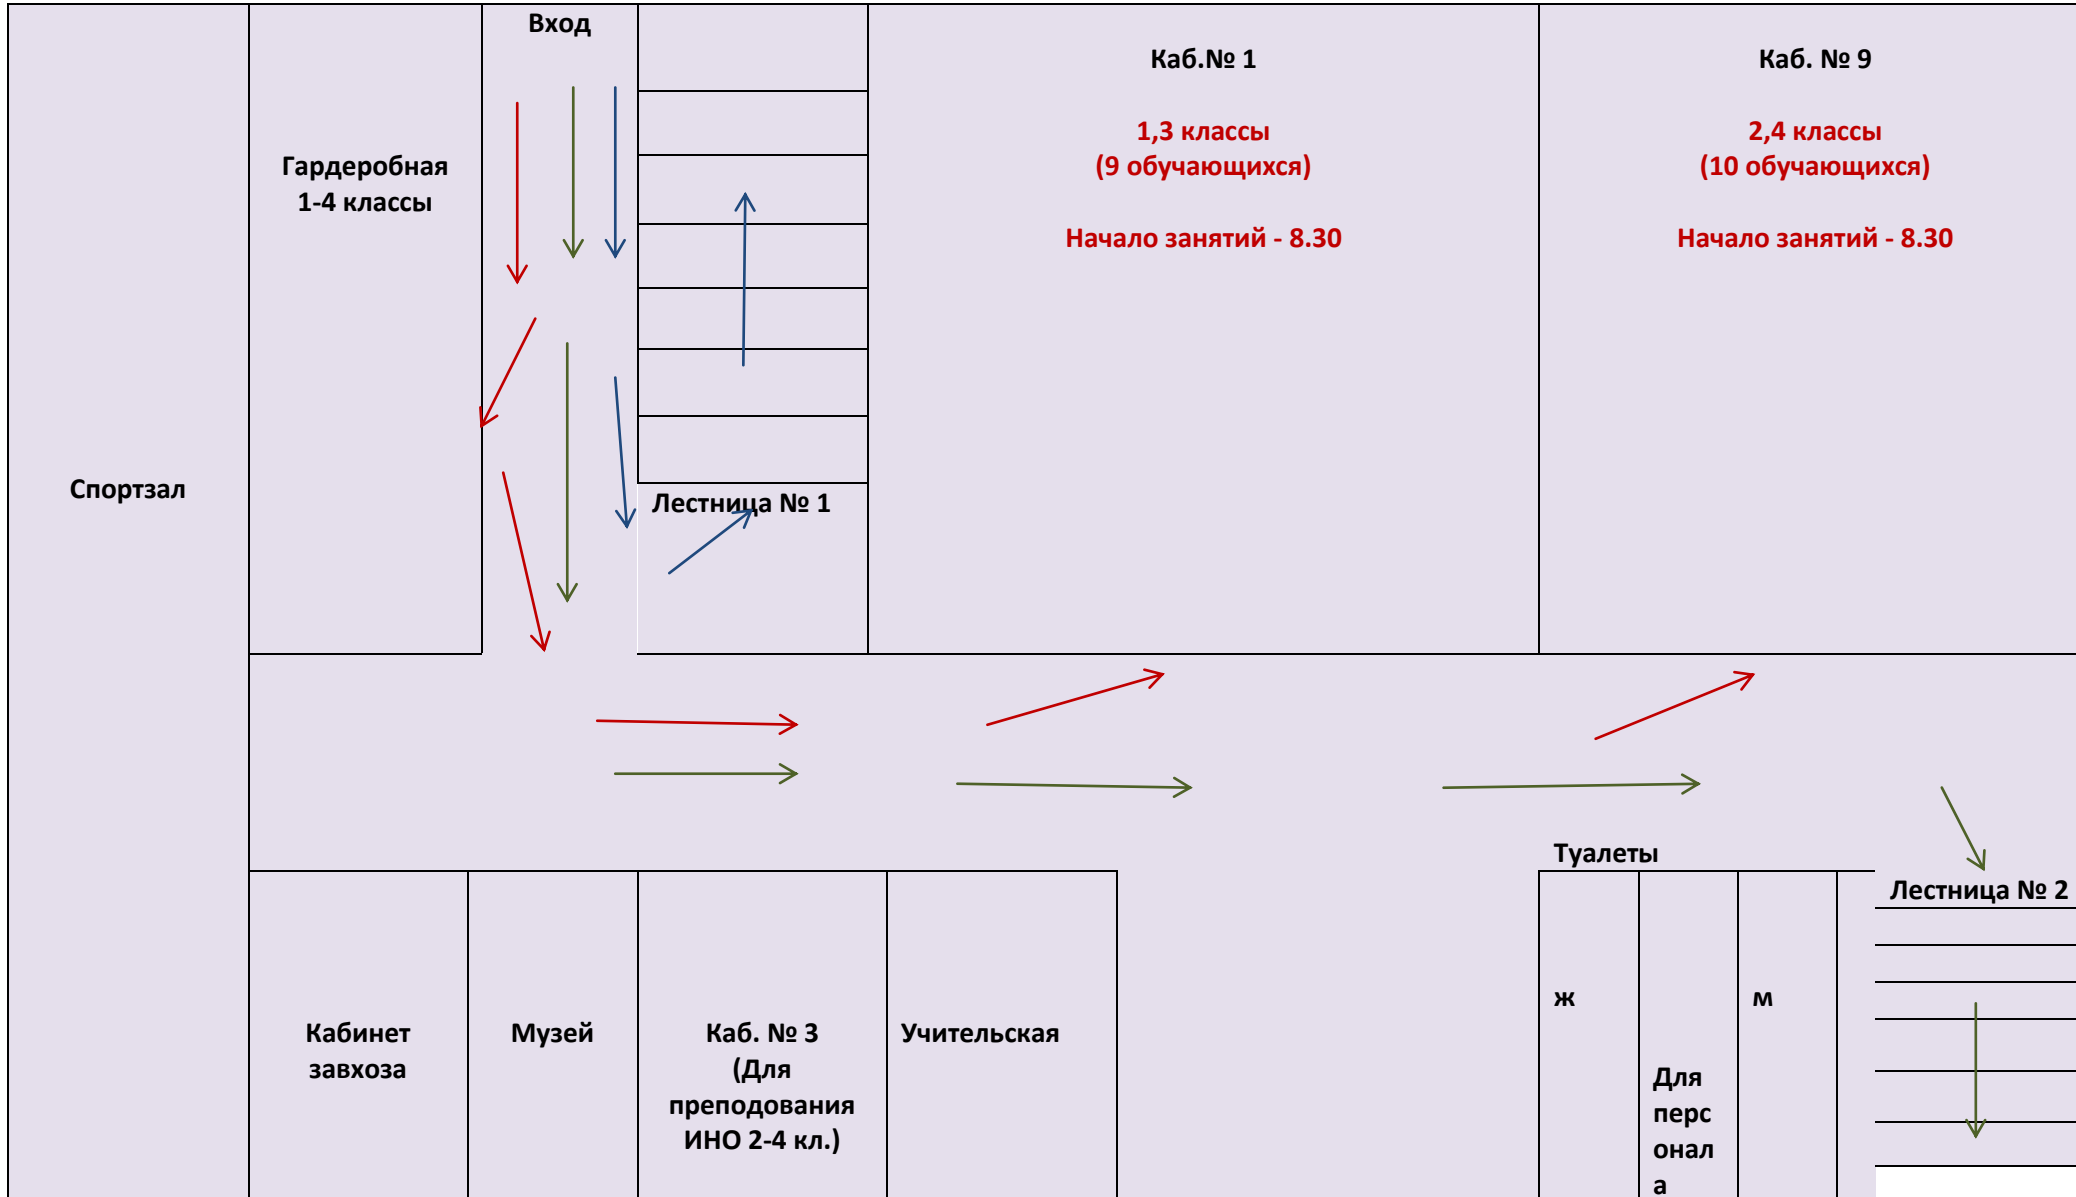 Вход
Каб.№ 1
Каб. № 9
1,3 классы
(9 обучающихся)
2,4 классы
(10 обучающихся)
Гардеробная
1-4 классы
Начало занятий - 8.30
Начало занятий - 8.30
Спортзал
Лестница № 1
Туалеты
Лестница № 2
ж
м
Кабинет
завхоза
Музей
Каб. № 3
(Для
преподования
ИНО 2-4 кл.)
Учительская
Для
перс
онал
а